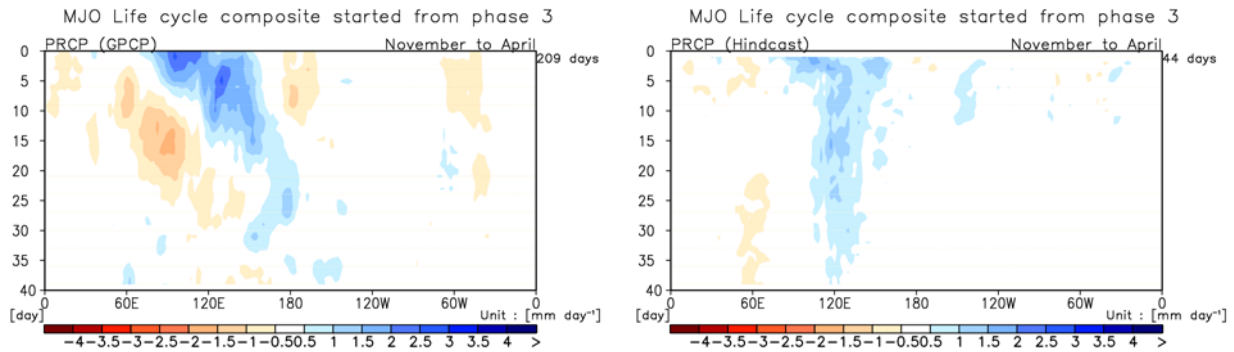 MJO Life cycle composite started from phase 3
PRCP (GPCP) November to April
209 days
0
5
10
15
20
25
30
35
40
0 60E 120E 180 120W 60W 0
[day] Unit : [mm day⁻¹]
-4 -3.5 -3 -2.5 -2 -1.5 -1 -0.5 0.5 1 1.5 2 2.5 3 3.5 4 >
MJO Life cycle composite started from phase 3
PRCP (Hindcast) November to April
44 days
0
5
10
15
20
25
30
35
40
0 60E 120E 180 120W 60W 0
[day] Unit : [mm day⁻¹]
-4 -3.5 -3 -2.5 -2 -1.5 -1 -0.5 0.5 1 1.5 2 2.5 3 3.5 4 >